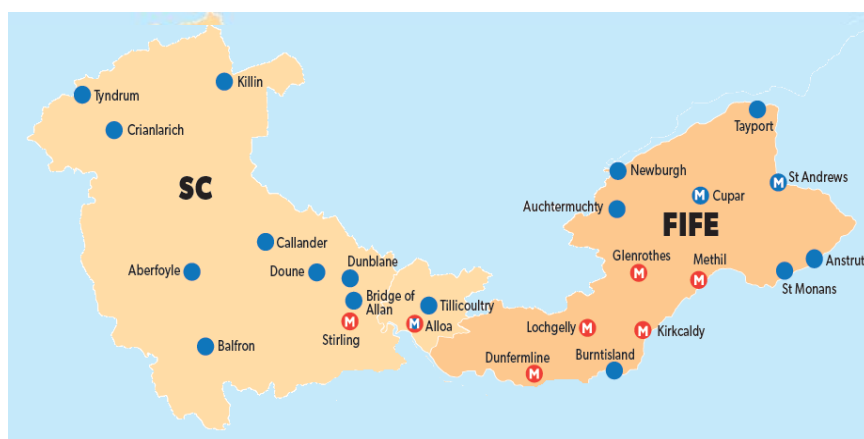 Killin
Tyndrum
Crianlarich
SC
Callander
Aberfoyle
Doune
Dunblane
Bridge of
Allan
Tillicoultry
M
Alloa
M
Stirling
Balfron
Tayport
Newburgh
M
St Andrews
M
Cupar
Auchtermuchty
FIFE
Glenrothes
M
Methil
M
Anstrut
St Monans
Lochgelly
M
M
Kirkcaldy
Dunfermline
M
Burntisland